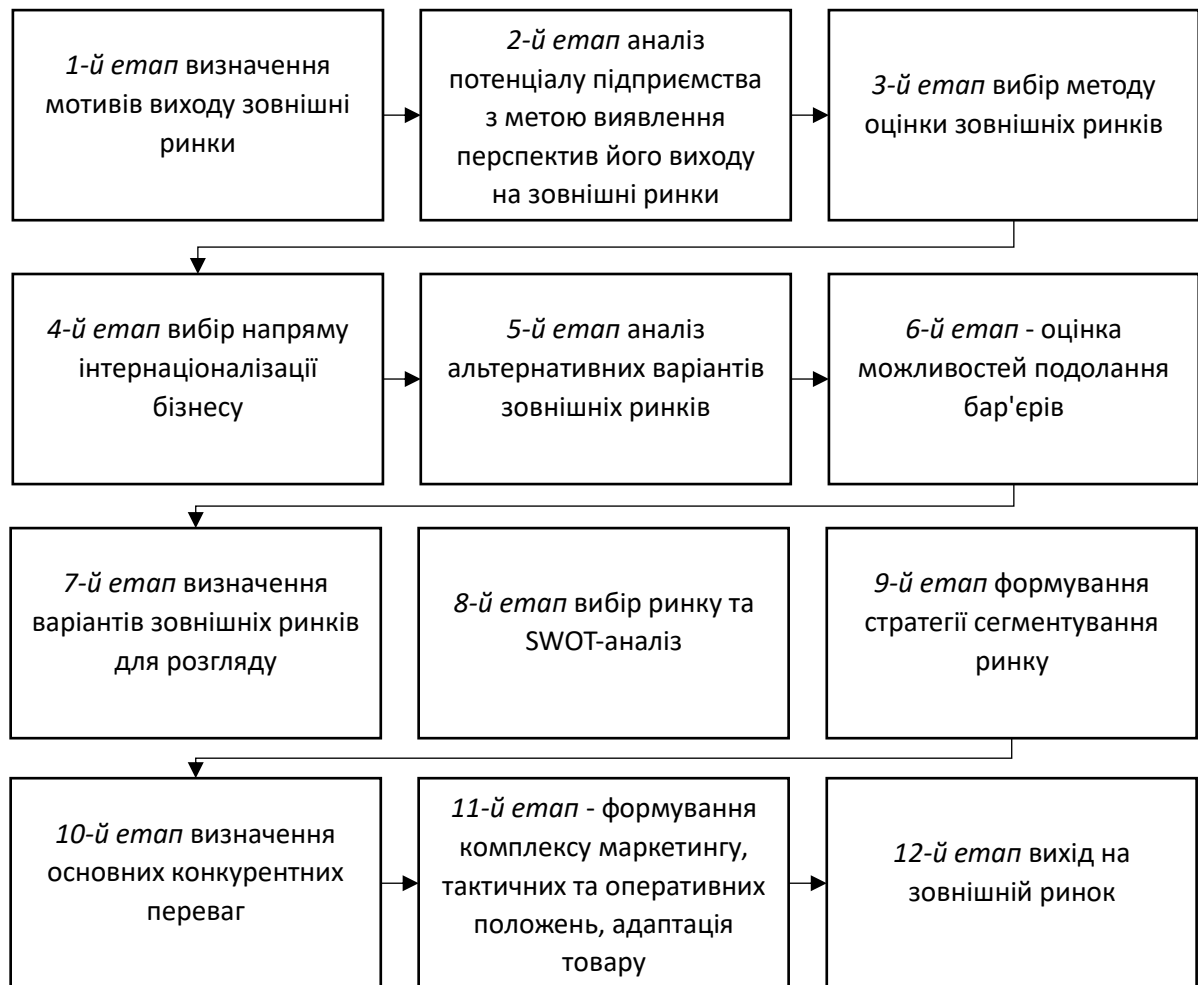 1-й етап визначення
мотивів виходу зовнішні
ринки
2-й етап аналіз
потенціалу підприємства
з метою виявлення
перспектив його виходу
на зовнішні ринки
3-й етап вибір методу
оцінки зовнішніх ринків
4-й етап вибір напряму
інтернаціоналізації
бізнесу
5-й етап аналіз
альтернативних варіантів
зовнішніх ринків
6-й етап - оцінка
можливостей подолання
бар'єрів
7-й етап визначення
варіантів зовнішніх ринків
для розгляду
8-й етап вибір ринку та
SWOT-аналіз
9-й етап формування
стратегії сегментування
ринку
10-й етап визначення
основних конкурентних
переваг
11-й етап - формування
комплексу маркетингу,
тактичних та оперативних
положень, адаптація
товару
12-й етап вихід на
зовнішній ринок